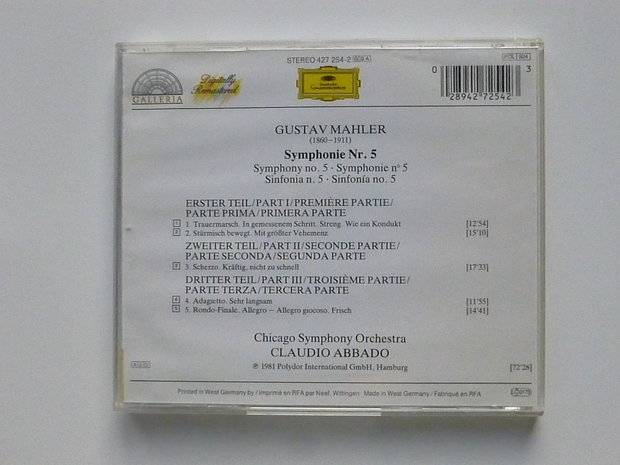 STEREO 427 254-2
GALLERIA
Digitally
Remastered
Deutsche
Grammophon
0 28942 72542 3
GUSTAV MAHLER
(1860–1911)
Symphonie Nr. 5
Symphony no. 5 · Symphonie n° 5
Sinfonia n. 5 · Sinfonía no. 5
ERSTER TEIL/PART I/PREMIÈRE PARTIE/
PARTE PRIMA/PRIMERA PARTE
1 1. Trauermarsch. In gemessenem Schritt. Streng. Wie ein Kondukt [12'54]
2 2. Stürmisch bewegt. Mit größter Vehemenz [15'10]
ZWEITER TEIL/PART II/SECONDE PARTIE/
PARTE SECONDA/SEGUNDA PARTE
3 3. Scherzo. Kräftig, nicht zu schnell [17'33]
DRITTER TEIL/PART III/TROISIÈME PARTIE/
PARTE TERZA/TERCERA PARTE
4 4. Adagietto. Sehr langsam [11'55]
5 5. Rondo-Finale. Allegro – Allegro giocoso. Frisch [14'41]
Chicago Symphony Orchestra
CLAUDIO ABBADO
℗ 1981 Polydor International GmbH, Hamburg [72'28]
Printed in West Germany by / Imprimé en RFA par Neef, Wittingen Made in West Germany / Fabriqué en RFA